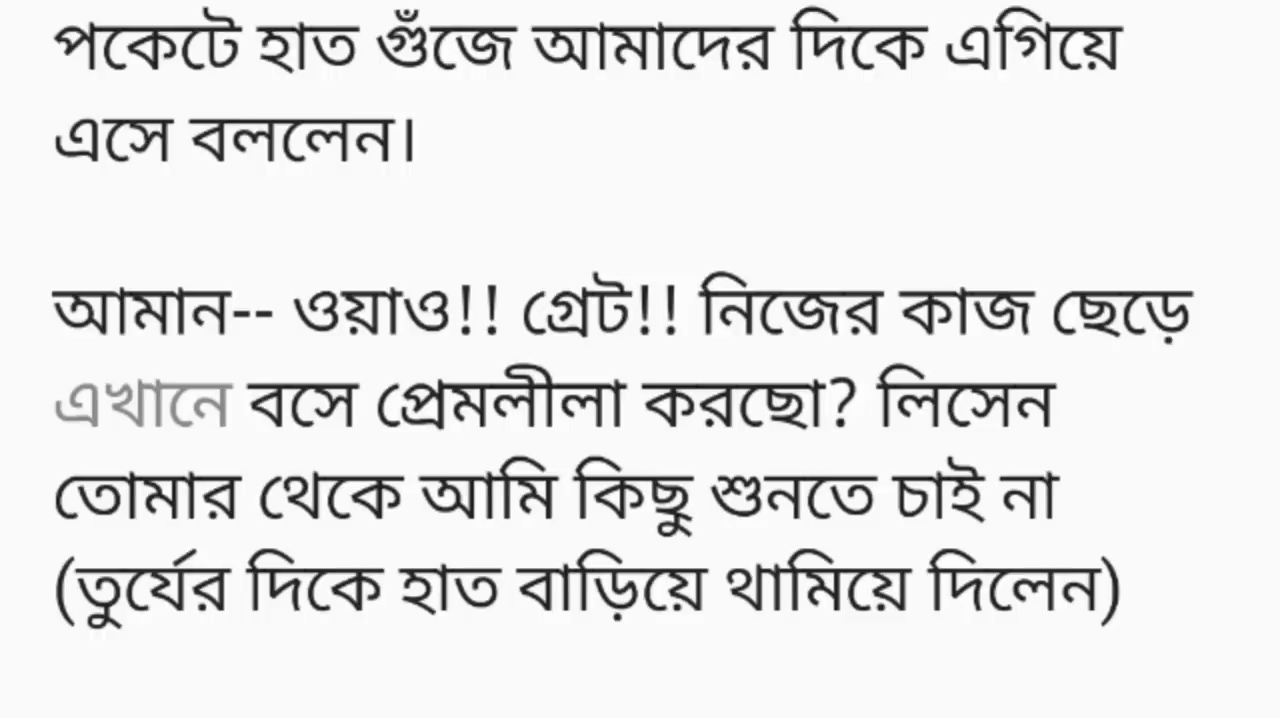 পকেটে হাত গুঁজে আমাদের দিকে এগিয়ে
এসে বললেন।
আমান-- ওয়াও!! গ্রেট!! নিজের কাজ ছেড়ে
এখানে বসে প্রেমলীলা করছো? লিসেন
তোমার থেকে আমি কিছু শুনতে চাই না
(তুর্যের দিকে হাত বাড়িয়ে থামিয়ে দিলেন)